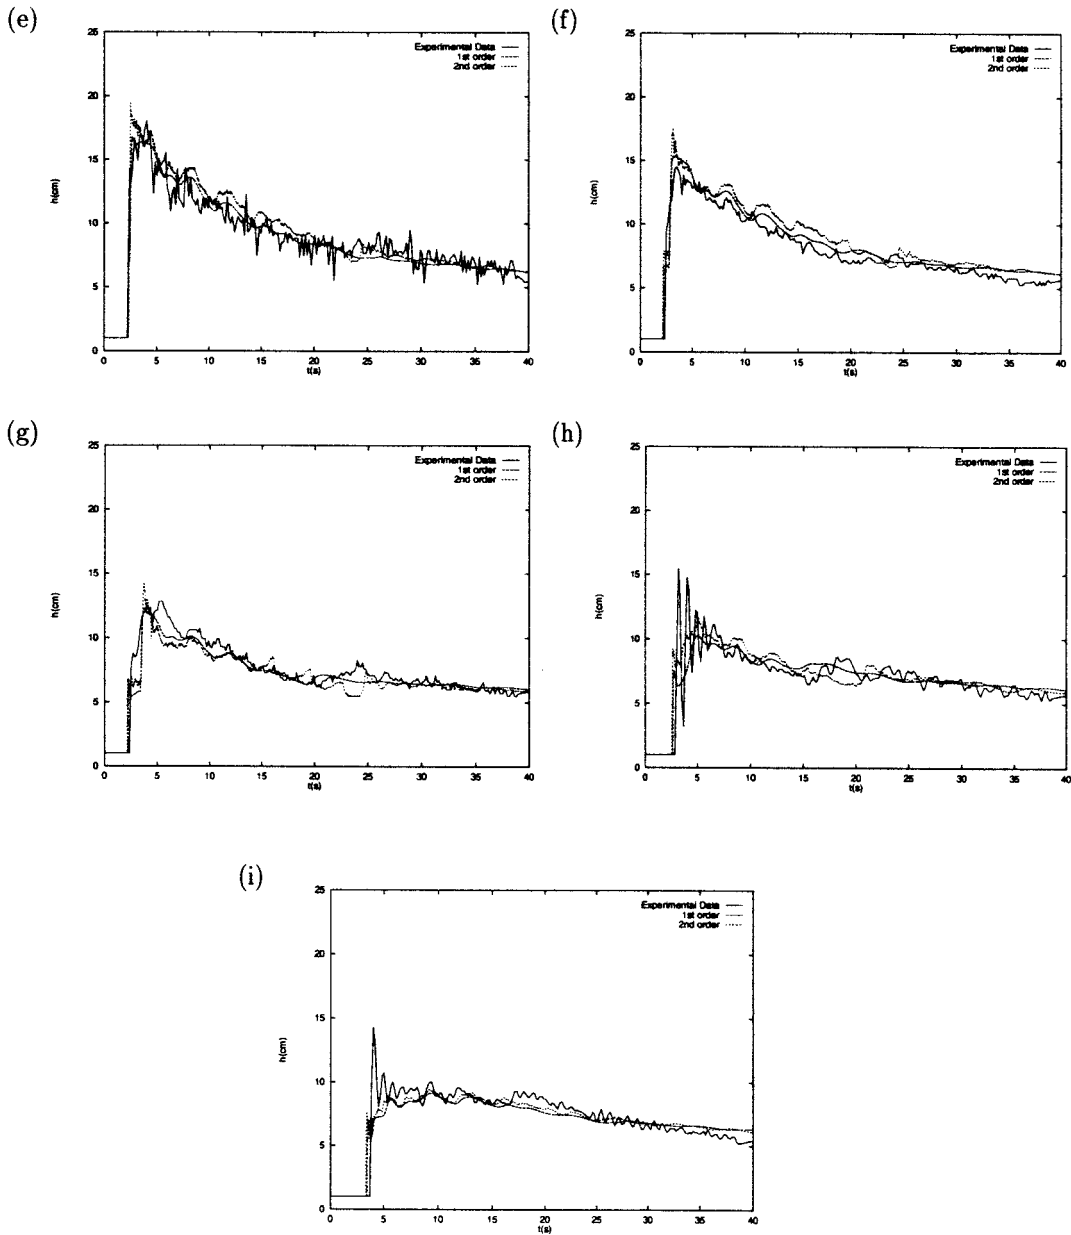 (e)
25
20
15
10
5
0
h(cm)
Experimental Data
1st order
2nd order
0 5 10 15 20 25 30 35 40
t(s)
(f)
25
20
15
10
5
0
h(cm)
Experimental Data
1st order
2nd order
0 5 10 15 20 25 30 35 40
t(s)
(g)
25
20
15
10
5
0
h(cm)
Experimental Data
1st order
2nd order
0 5 10 15 20 25 30 35 40
t(s)
(h)
25
20
15
10
5
0
h(cm)
Experimental Data
1st order
2nd order
0 5 10 15 20 25 30 35 40
t(s)
(i)
25
20
15
10
5
0
h(cm)
Experimental Data
1st order
2nd order
0 5 10 15 20 25 30 35 40
t(s)